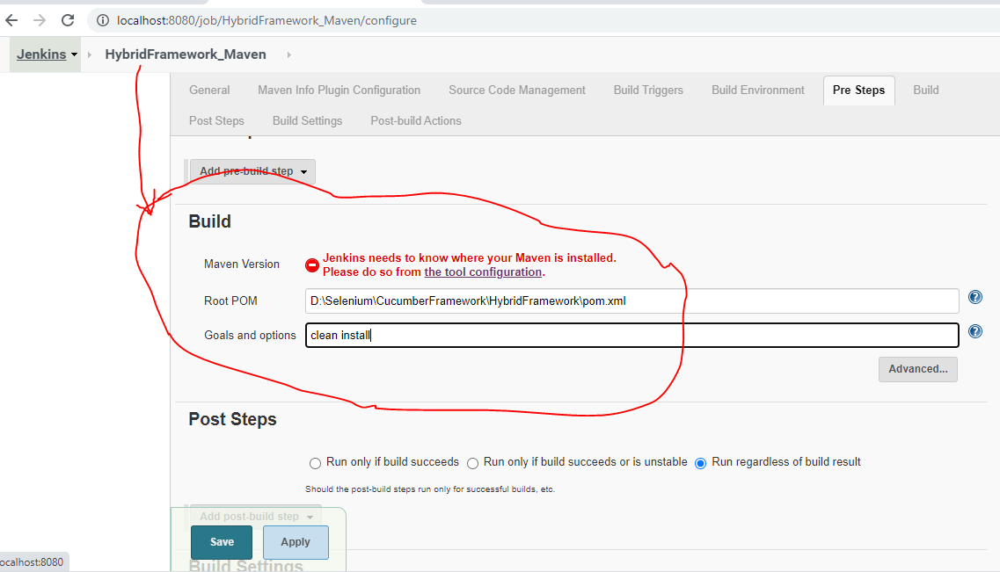 localhost:8080/job/HybridFramework_Maven/configure
Jenkins HybridFramework_Maven
General Maven Info Plugin Configuration Source Code Management Build Triggers Build Environment Pre Steps Build
Post Steps Build Settings Post-build Actions
Add pre-build step
Build
Maven Version Jenkins needs to know where your Maven is installed.
Please do so from the tool configuration.
Root POM D:\Selenium\CucumberFramework\HybridFramework\pom.xml
Goals and options clean install
Advanced...
Post Steps
Run only if build succeeds Run only if build succeeds or is unstable Run regardless of build result
Should the post-build steps run only for successful builds, etc.
Add post-build step
Save Apply
ocalhost:8080
Build Settings